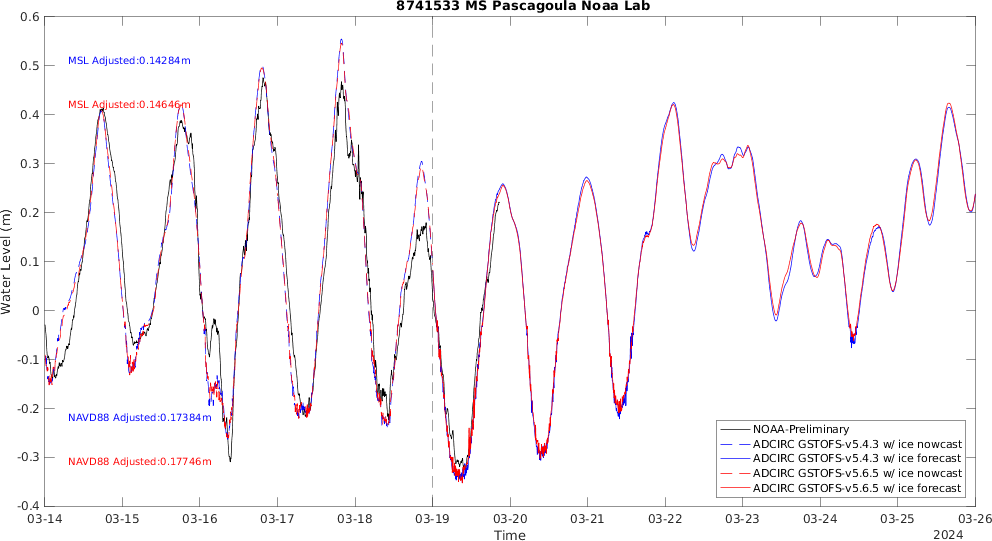 8741533 MS Pascagoula Noaa Lab
0.6
0.5
0.4
0.3
0.2
0.1
0
-0.1
-0.2
-0.3
-0.4
Water Level (m)
MSL Adjusted:0.14284m
MSL Adjusted:0.14646m
NAVD88 Adjusted:0.17384m
NAVD88 Adjusted:0.17746m
NOAA-Preliminary
ADCIRC GSTOFS-v5.4.3 w/ ice nowcast
ADCIRC GSTOFS-v5.4.3 w/ ice forecast
ADCIRC GSTOFS-v5.6.5 w/ ice nowcast
ADCIRC GSTOFS-v5.6.5 w/ ice forecast
03-14 03-15 03-16 03-17 03-18 03-19 03-20 03-21 03-22 03-23 03-24 03-25 03-26
Time
2024